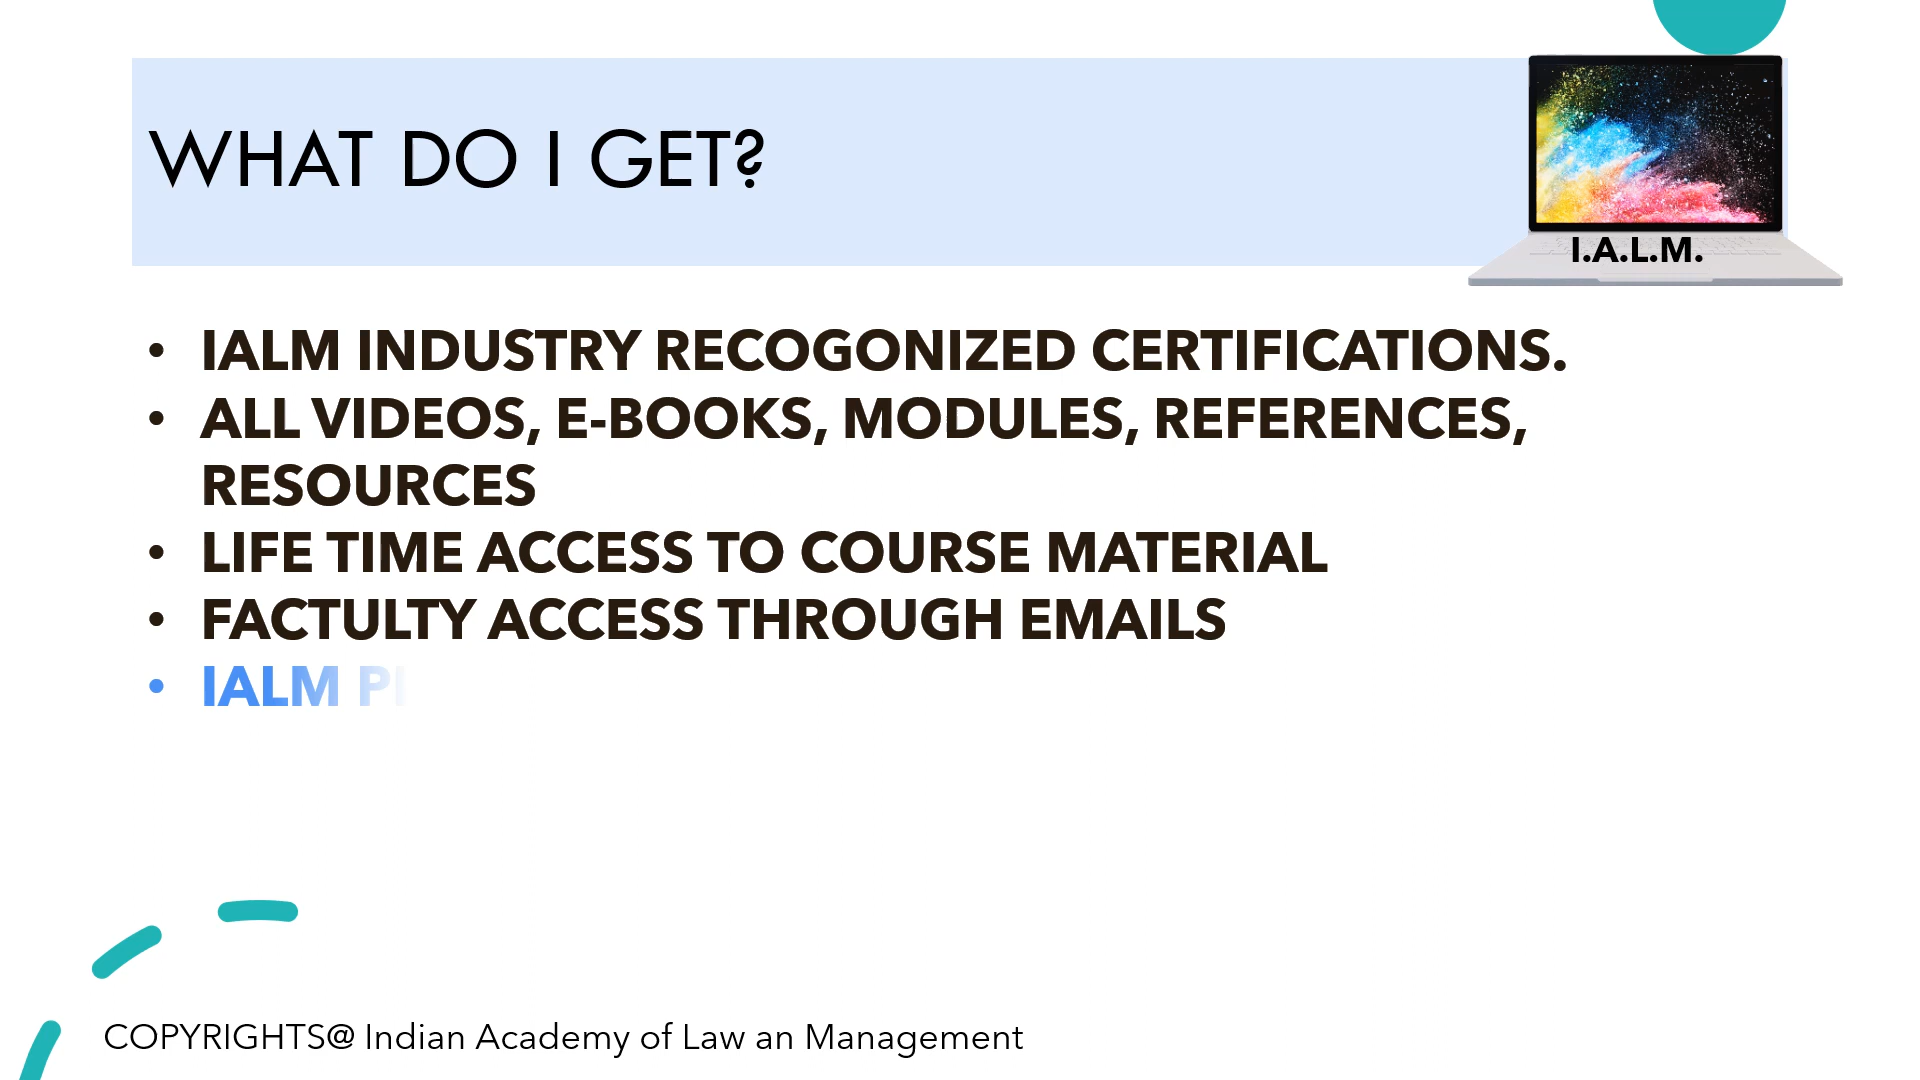 WHAT DO I GET?
I.A.L.M.
• IALM INDUSTRY RECOGONIZED CERTIFICATIONS.
• ALL VIDEOS, E-BOOKS, MODULES, REFERENCES,
RESOURCES
• LIFE TIME ACCESS TO COURSE MATERIAL
• FACTULTY ACCESS THROUGH EMAILS
• IALM
COPYRIGHTS@ Indian Academy of Law an Management